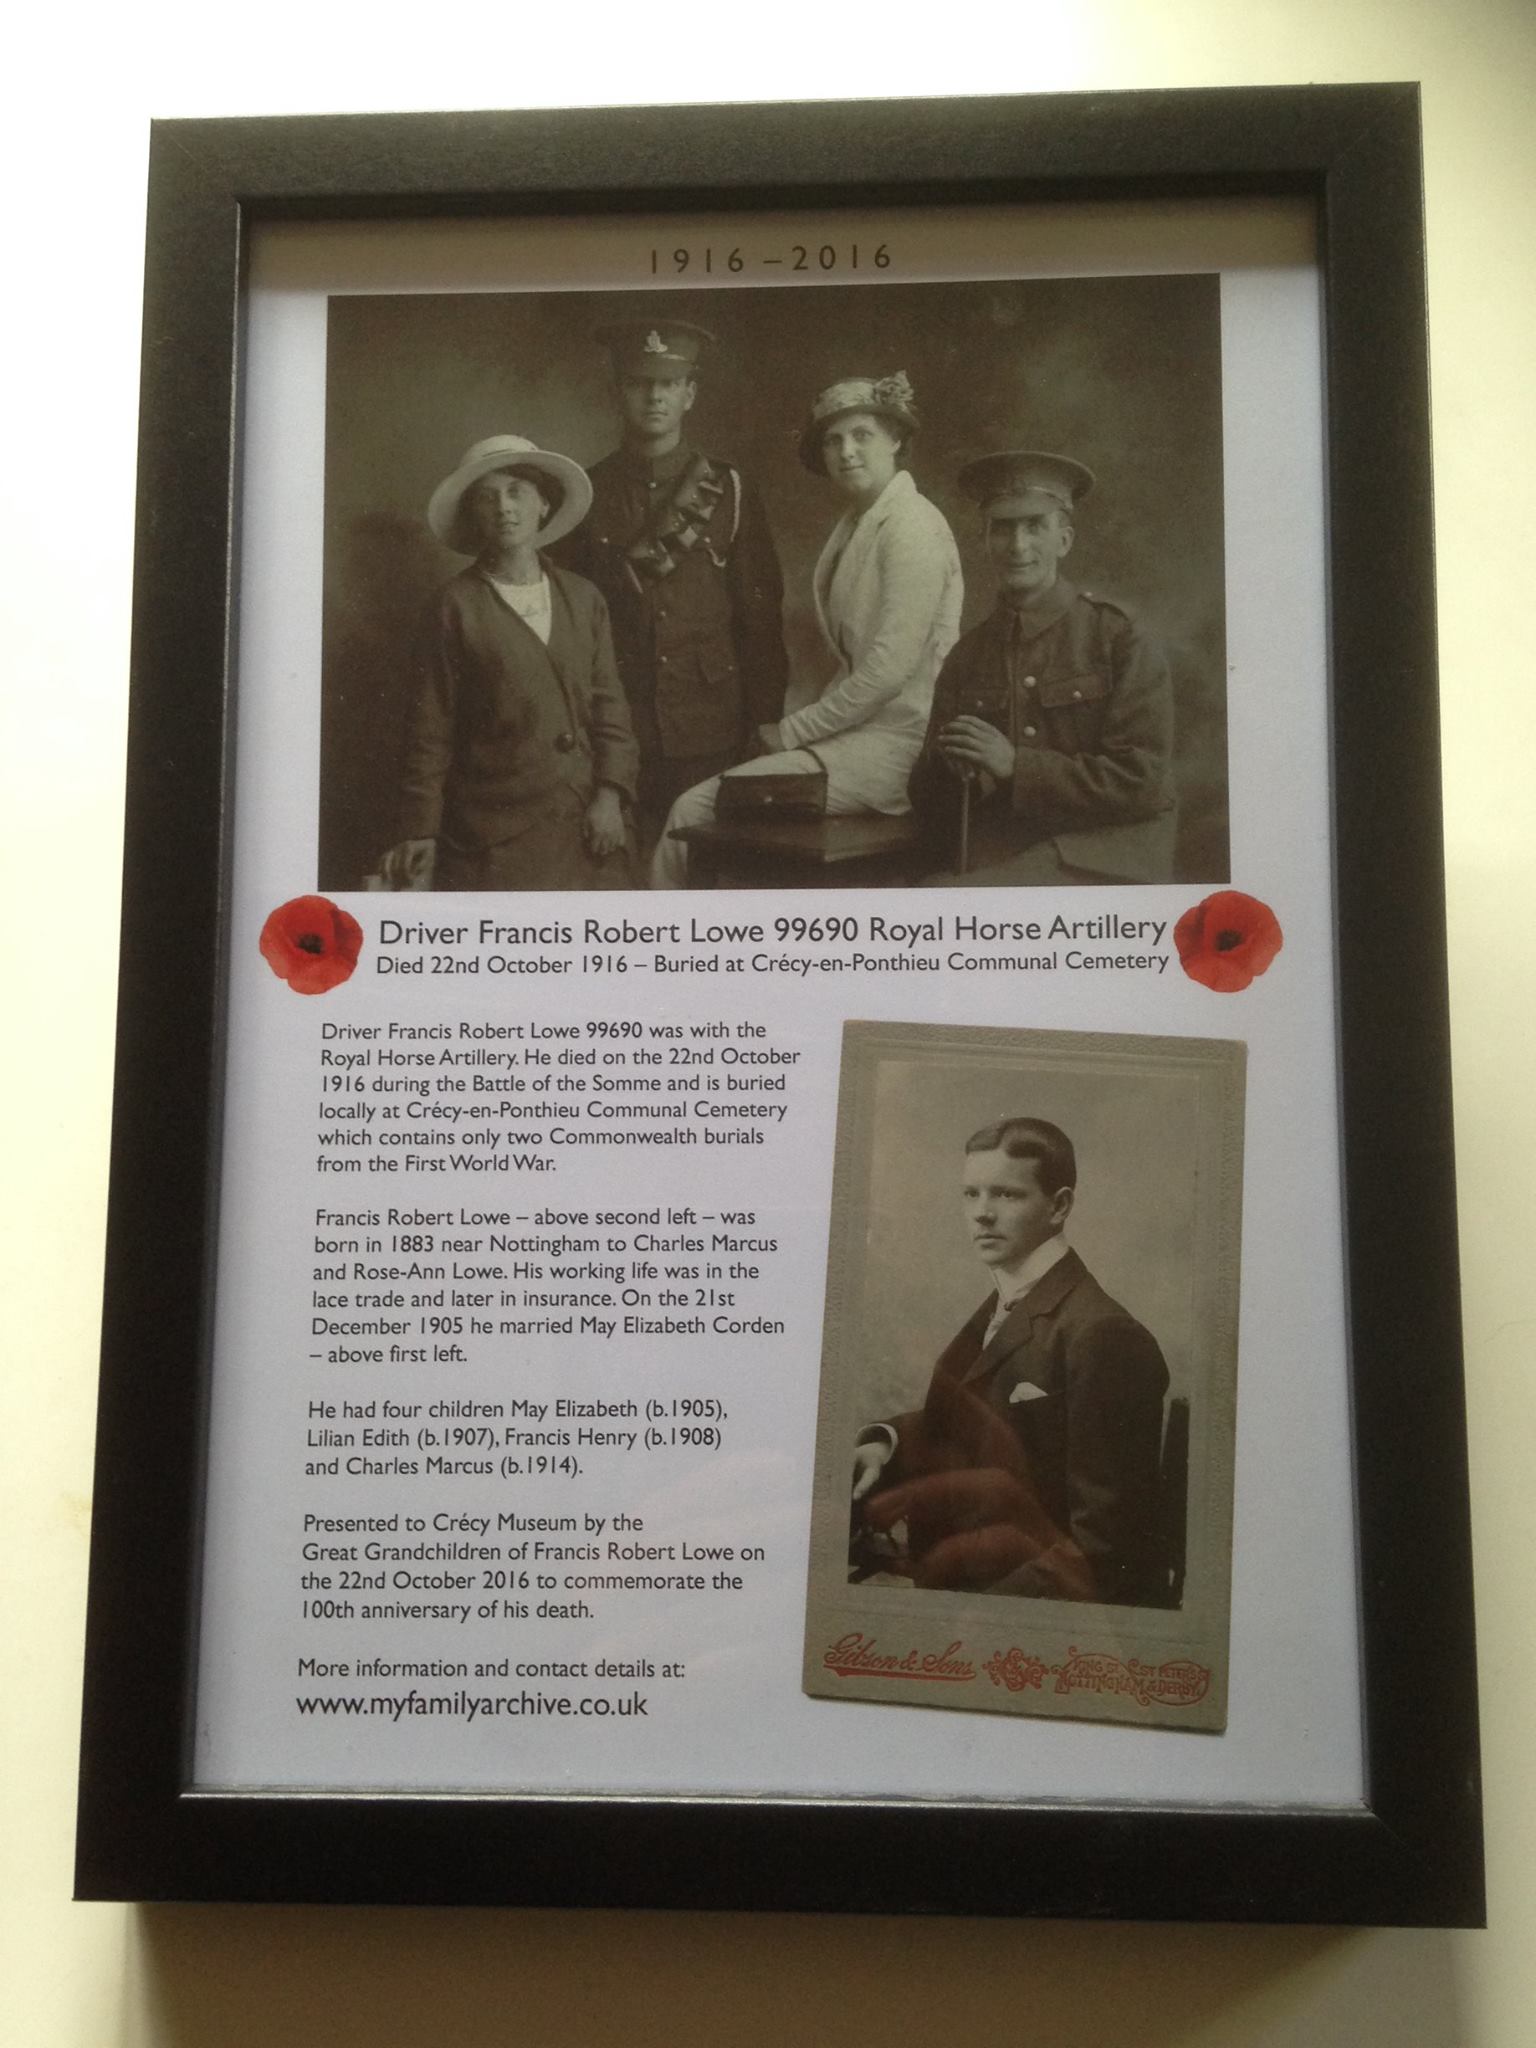 1916 – 2016
Driver Francis Robert Lowe 99690 Royal Horse Artillery
Died 22nd October 1916 – Buried at Crécy-en-Ponthieu Communal Cemetery
Driver Francis Robert Lowe 99690 was with the
Royal Horse Artillery. He died on the 22nd October
1916 during the Battle of the Somme and is buried
locally at Crécy-en-Ponthieu Communal Cemetery
which contains only two Commonwealth burials
from the First World War.
Francis Robert Lowe – above second left – was
born in 1883 near Nottingham to Charles Marcus
and Rose-Ann Lowe. His working life was in the
lace trade and later in insurance. On the 21st
December 1905 he married May Elizabeth Corden
– above first left.
He had four children May Elizabeth (b.1905),
Lilian Edith (b.1907), Francis Henry (b.1908)
and Charles Marcus (b.1914).
Presented to Crécy Museum by the
Great Grandchildren of Francis Robert Lowe on
the 22nd October 2016 to commemorate the
100th anniversary of his death.
More information and contact details at:
www.myfamilyarchive.co.uk
Gibson & Sons
KING ST. ST PETER'S
NOTTINGHAM & DERBY.